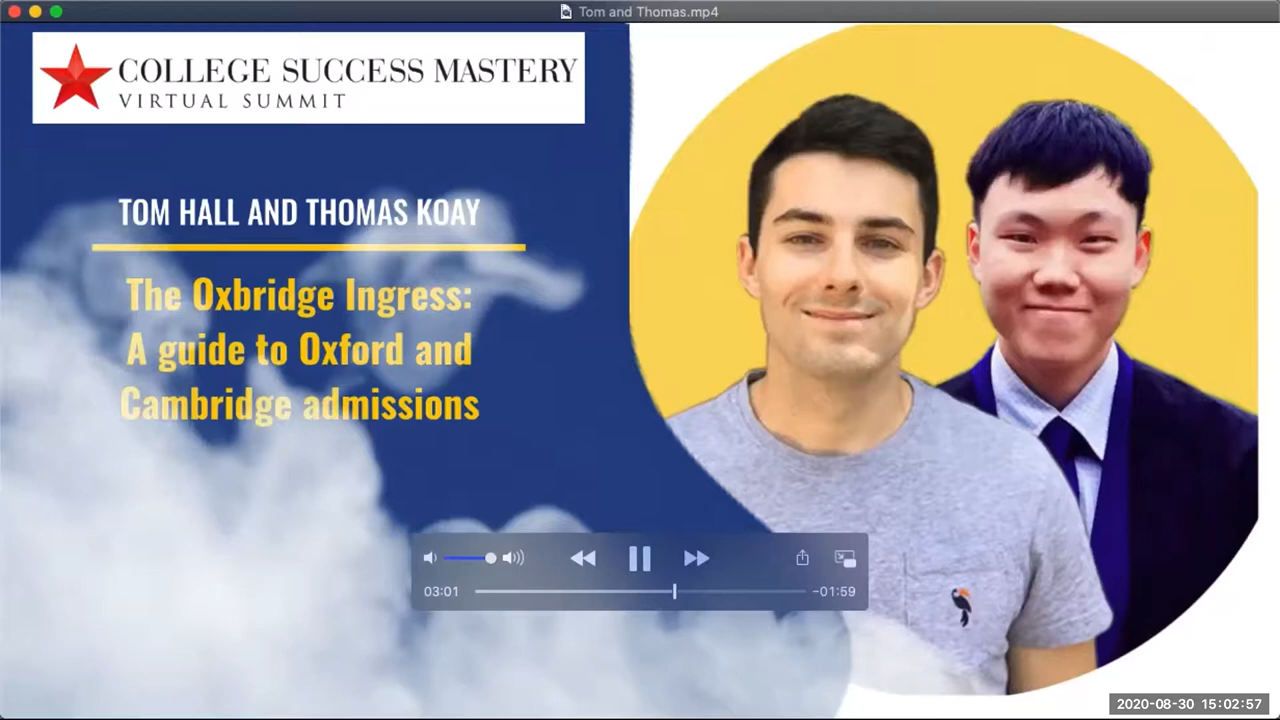 Tom and Thomas.mp4
COLLEGE SUCCESS MASTERY
VIRTUAL SUMMIT
TOM HALL AND THOMAS KOAY
The Oxbridge Ingress:
A guide to Oxford and
Cambridge admissions
03:01
-01:59
2020-08-30 15:02:57